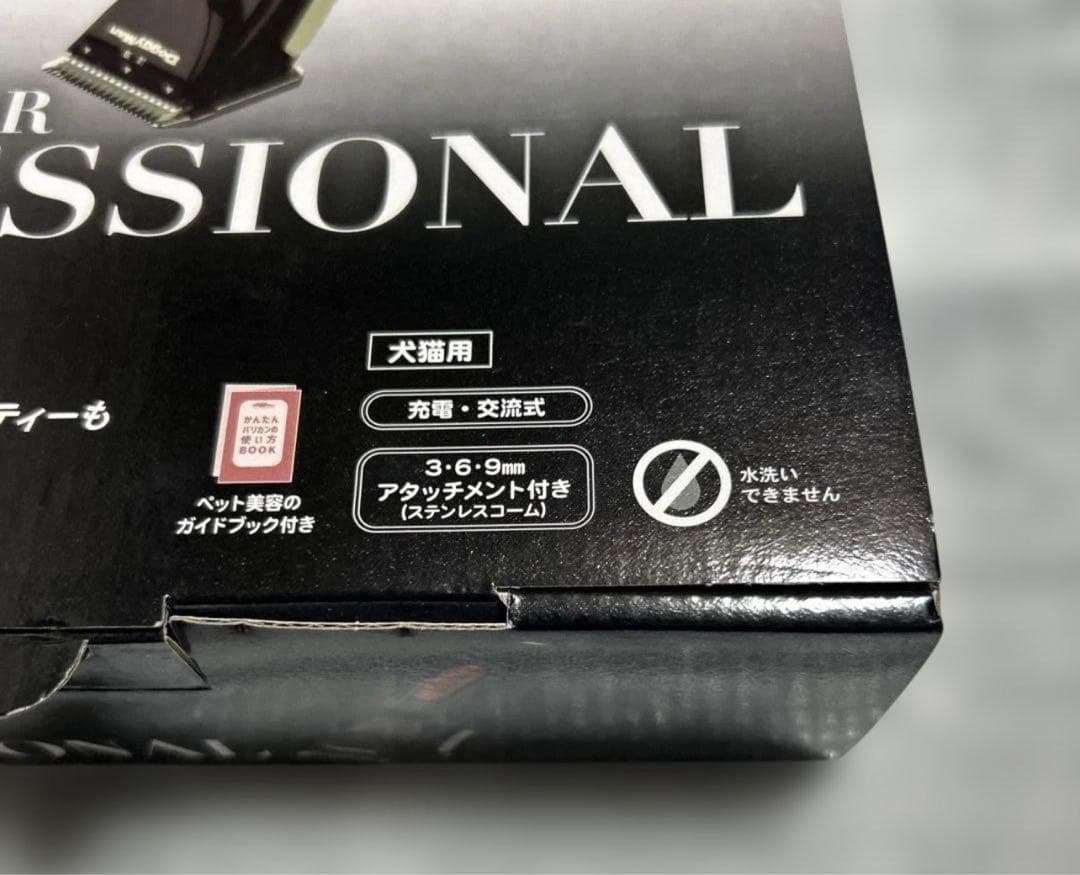 DoggyMan
R
SSIONAL
犬猫用
ティーも
充電・交流式
かんたん
バリカンの
使い方
BOOK
3・6・9mm
アタッチメント付き
(ステンレスコーム)
水洗い
できません
ペット美容の
ガイドブック付き